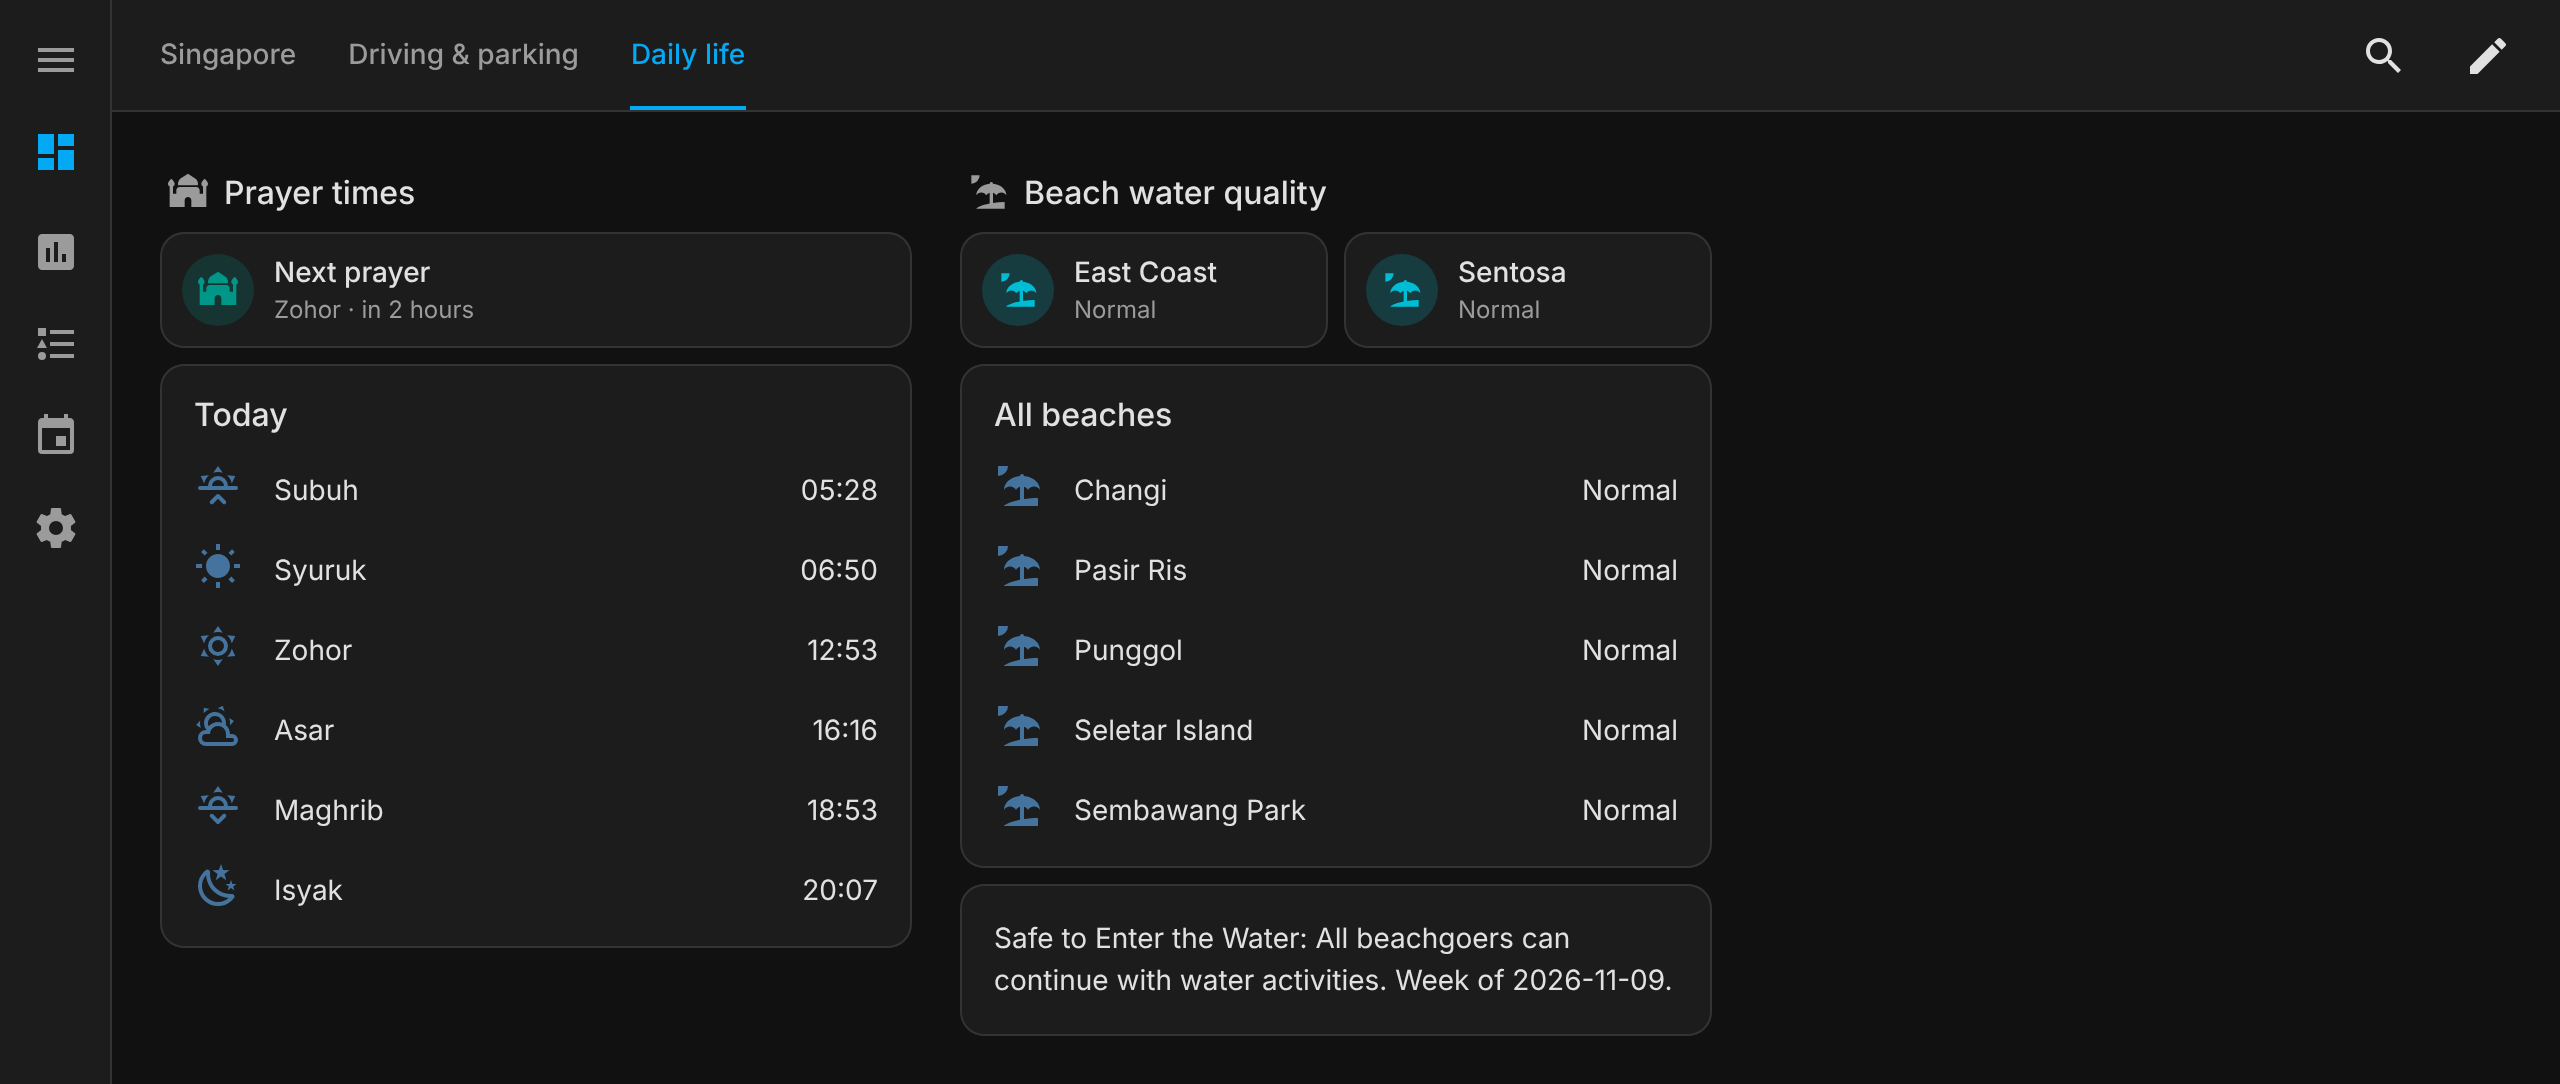 Singapore
Driving & parking
Daily life
Prayer times
Next prayer
Zohor · in 2 hours
Today
Subuh 05:28
Syuruk 06:50
Zohor 12:53
Asar 16:16
Maghrib 18:53
Isyak 20:07
Beach water quality
East Coast
Normal
Sentosa
Normal
All beaches
Changi Normal
Pasir Ris Normal
Punggol Normal
Seletar Island Normal
Sembawang Park Normal
Safe to Enter the Water: All beachgoers can
continue with water activities. Week of 2026-11-09.